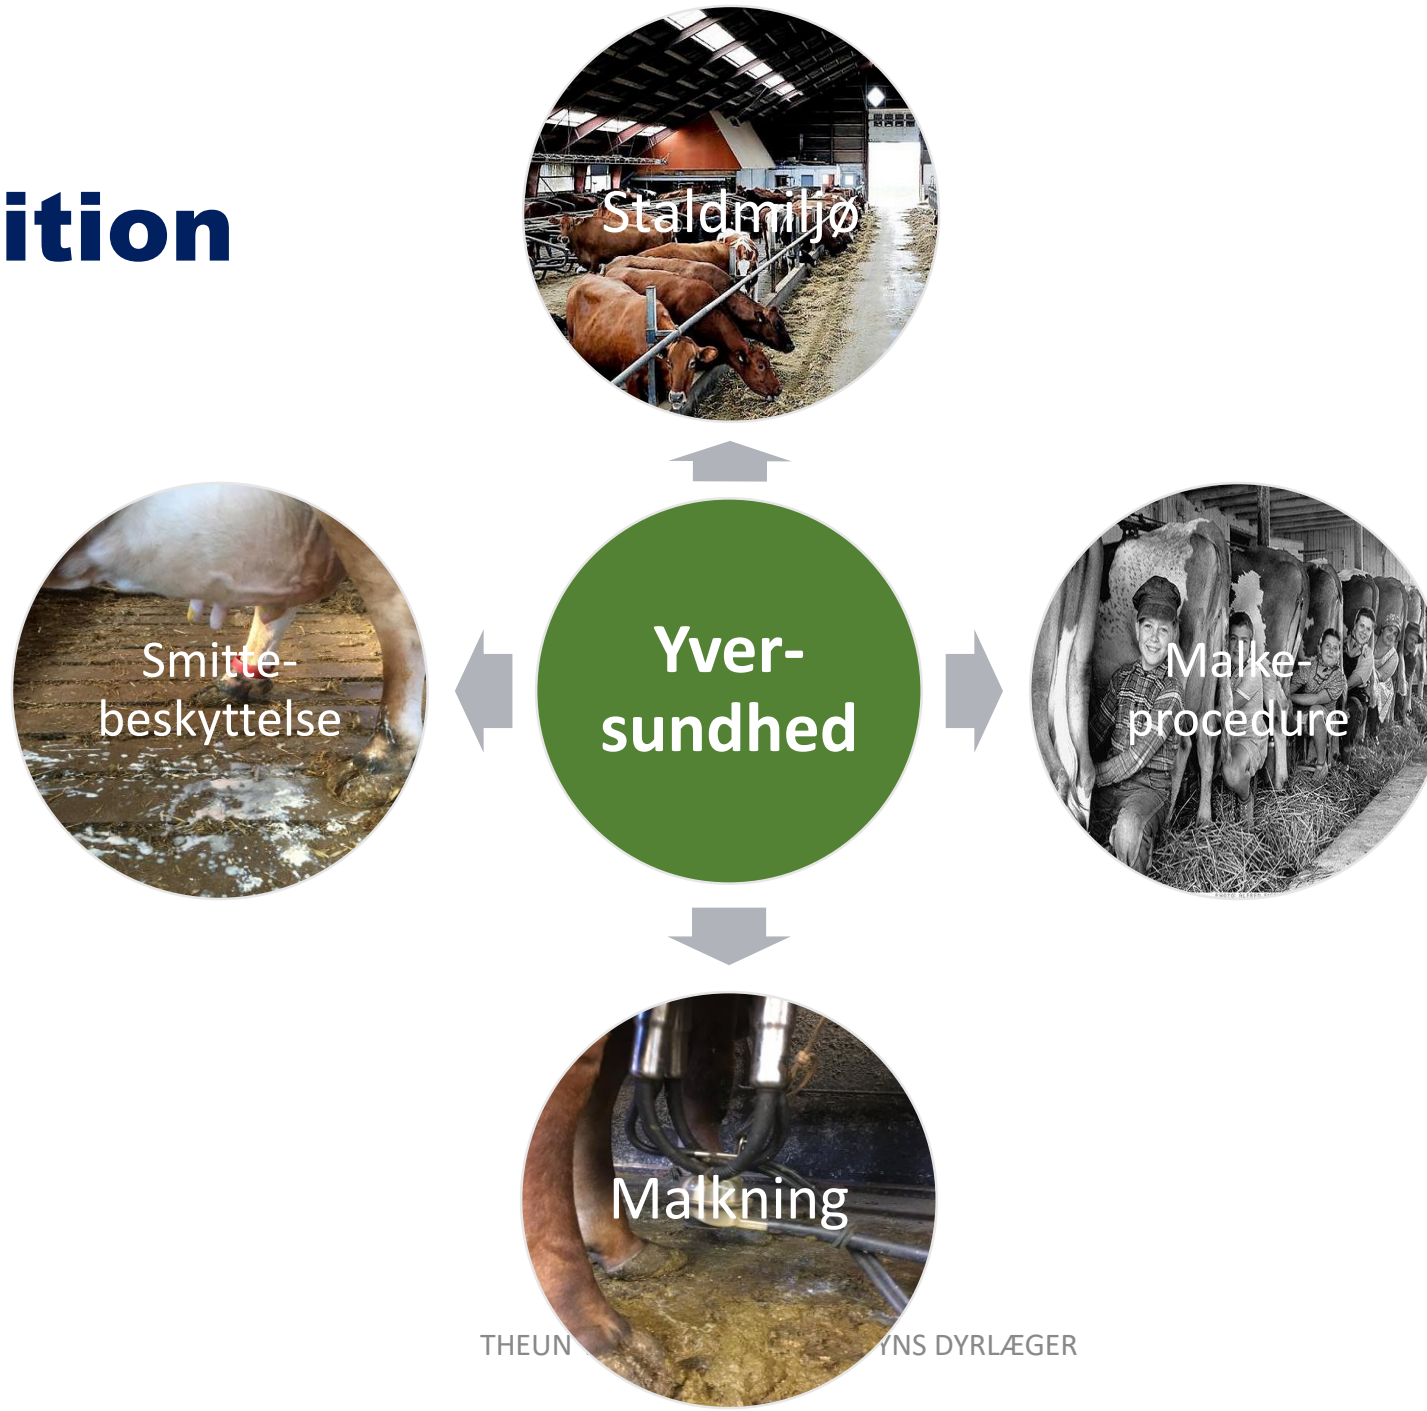 ition
Staldmiljø
Smitte-
beskyttelse
Yver-
sundhed
Malke-
procedure
Malkning
THEUN YNS DYRLÆGER